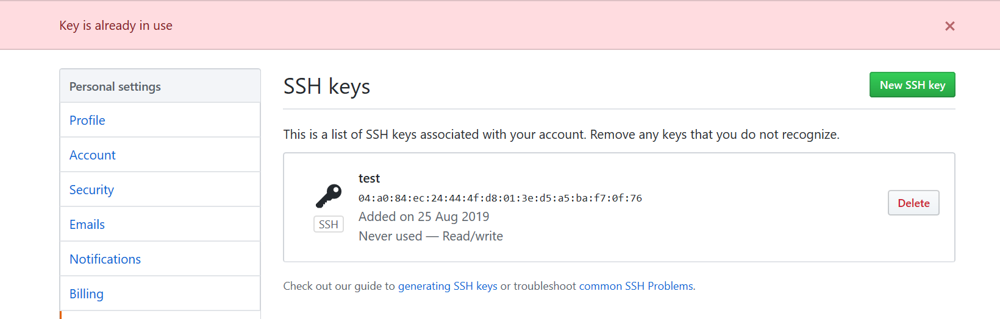 Key is already in use
×
Personal settings
Profile
Account
Security
Emails
Notifications
Billing
SSH keys
New SSH key
This is a list of SSH keys associated with your account. Remove any keys that you do not recognize.
test
04:a0:84:ec:24:44:4f:d8:01:3e:d5:a5:ba:f7:0f:76
Added on 25 Aug 2019
Never used — Read/write
SSH
Delete
Check out our guide to generating SSH keys or troubleshoot common SSH Problems.